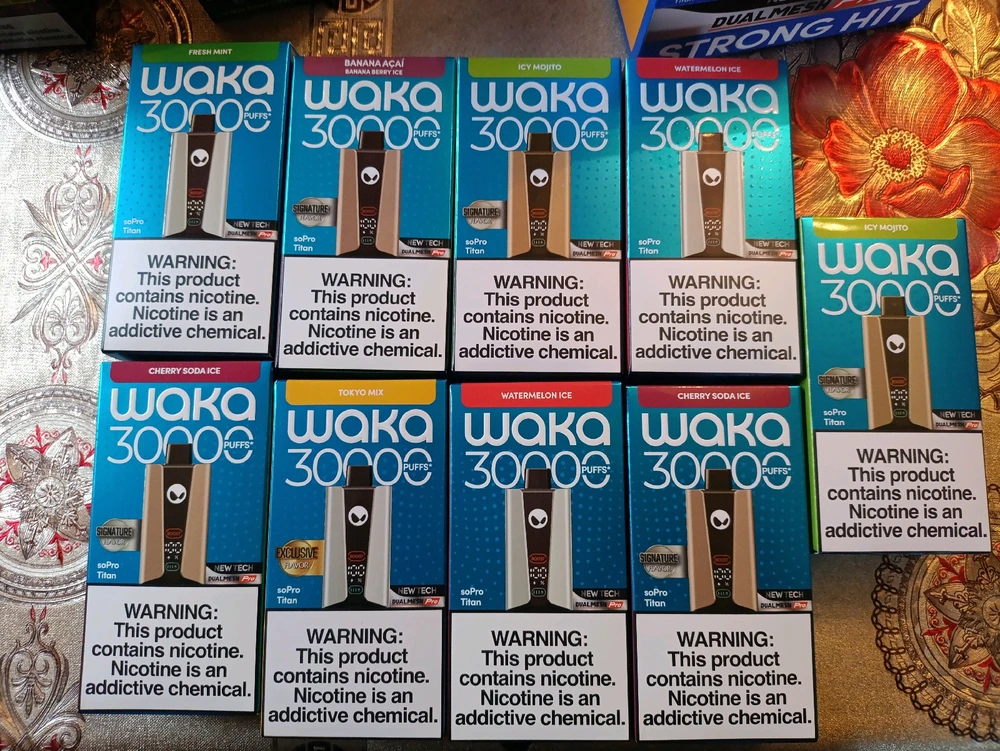 DUALMESH Pro
STRONG HIT
FRESH MINT
waka
30000
PUFFS*
soPro
Titan
NEW TECH
DUALMESH Pro
WARNING:
This product
contains nicotine.
Nicotine is an
addictive chemical.
BANANA AÇAÍ
BANANA BERRY ICE
waka
30000
PUFFS*
SIGNATURE
FLAVOR
soPro
Titan
NEW TECH
DUALMESH Pro
WARNING:
This product
contains nicotine.
Nicotine is an
addictive chemical.
ICY MOJITO
waka
30000
PUFFS*
SIGNATURE
FLAVOR
soPro
Titan
NEW TECH
DUALMESH Pro
WARNING:
This product
contains nicotine.
Nicotine is an
addictive chemical.
WATERMELON ICE
waka
30000
PUFFS*
soPro
Titan
NEW TECH
DUALMESH Pro
WARNING:
This product
contains nicotine.
Nicotine is an
addictive chemical.
ICY MOJITO
waka
30000
PUFFS*
SIGNATURE
FLAVOR
soPro
Titan
NEW TECH
DUALMESH Pro
WARNING:
This product
contains nicotine.
Nicotine is an
addictive chemical.
CHERRY SODA ICE
waka
30000
PUFFS*
SIGNATURE
FLAVOR
soPro
Titan
NEW TECH
DUALMESH Pro
WARNING:
This product
contains nicotine.
Nicotine is an
addictive chemical.
TOKYO MIX
waka
30000
PUFFS*
EXCLUSIVE
FLAVOR
soPro
Titan
NEW TECH
DUALMESH Pro
WARNING:
This product
contains nicotine.
Nicotine is an
addictive chemical.
WATERMELON ICE
waka
30000
PUFFS*
soPro
Titan
NEW TECH
DUALMESH Pro
WARNING:
This product
contains nicotine.
Nicotine is an
addictive chemical.
CHERRY SODA ICE
waka
30000
PUFFS*
SIGNATURE
FLAVOR
soPro
Titan
NEW TECH
DUALMESH Pro
WARNING:
This product
contains nicotine.
Nicotine is an
addictive chemical.